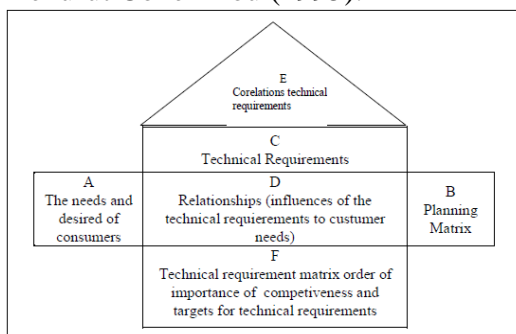 E
Corelations technical
requirements
C
Technical Requirements
A
The needs and
desired of
consumers
D
Relationships (influences of the
technical requierements to custumer
needs)
B
Planning
Matrix
F
Technical requirement matrix order of
importance of competiveness and
targets for technical requirements